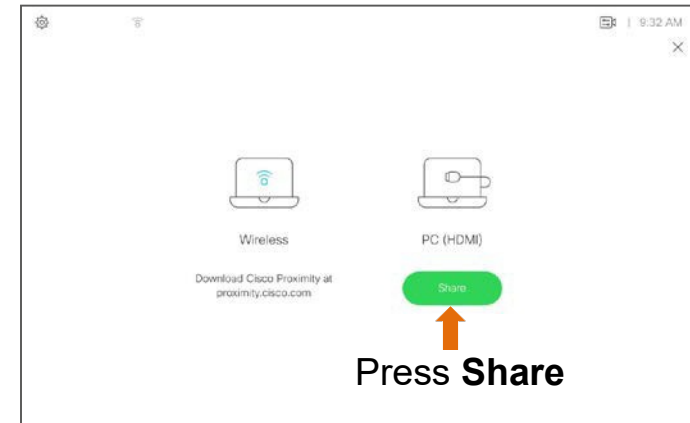 9:32 AM
Wireless
PC (HDMI)
Download Cisco Proximity at
proximity.cisco.com
Share
Press Share